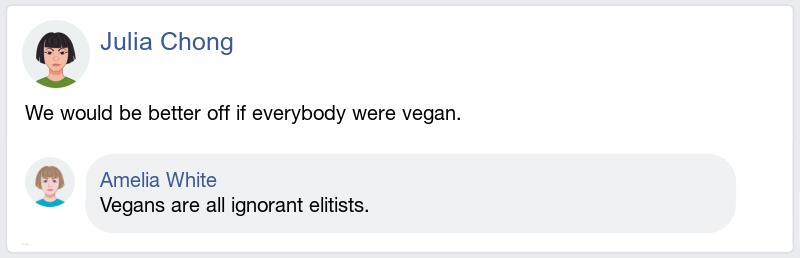 Julia Chong
We would be better off if everybody were vegan.
Amelia White
Vegans are all ignorant elitists.